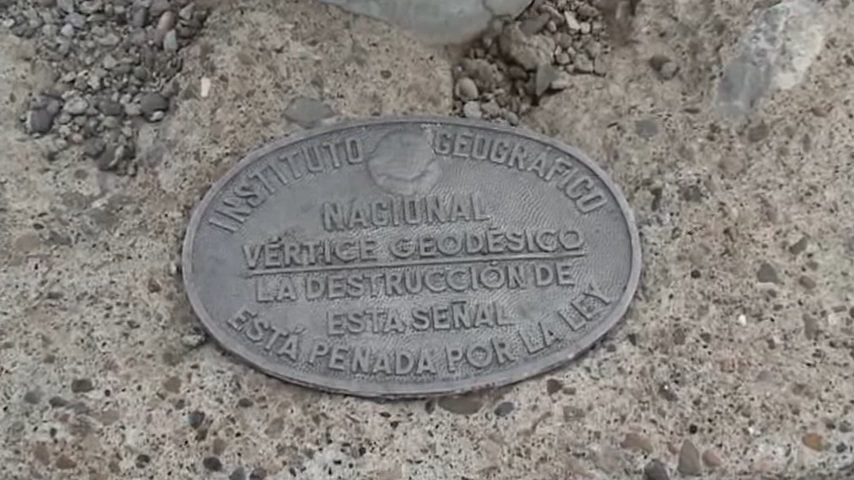 INSTITUTO GEOGRAFICO
NACIONAL
VÉRTICE GEODÉSICO
LA DESTRUCCIÓN DE
ESTA SEÑAL
ESTÁ PENADA POR LA LEY